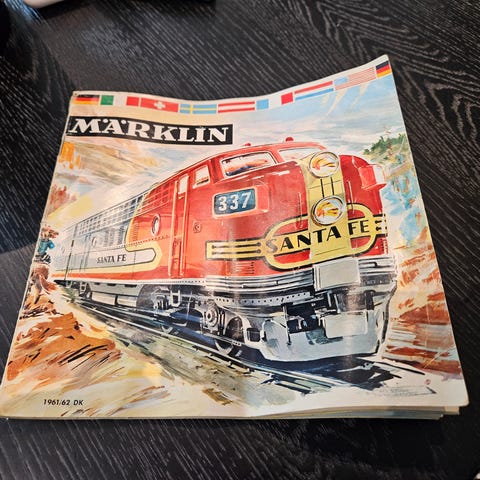 MÄRKLIN
337
SANTA FE
SANTA FE
1961/62 DK